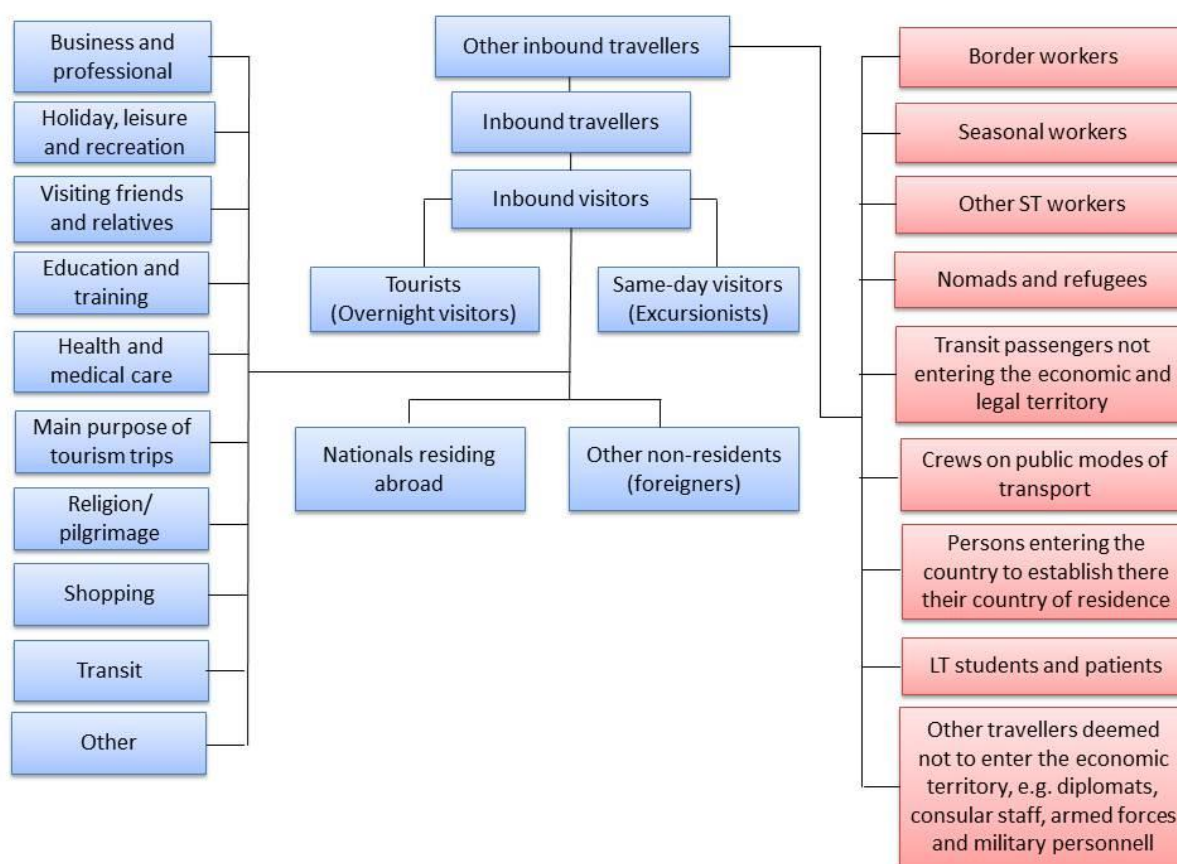 Business and
professional
Holiday, leisure
and recreation
Visiting friends
and relatives
Education and
training
Health and
medical care
Main purpose of
tourism trips
Religion/
pilgrimage
Shopping
Transit
Other
Other inbound travellers
Inbound travellers
Inbound visitors
Tourists
(Overnight visitors)
Same-day visitors
(Excursionists)
Nationals residing
abroad
Other non-residents
(foreigners)
Border workers
Seasonal workers
Other ST workers
Nomads and refugees
Transit passengers not
entering the economic and
legal territory
Crews on public modes of
transport
Persons entering the
country to establish there
their country of residence
LT students and patients
Other travellers deemed
not to enter the economic
territory, e.g. diplomats,
consular staff, armed forces
and military personnell